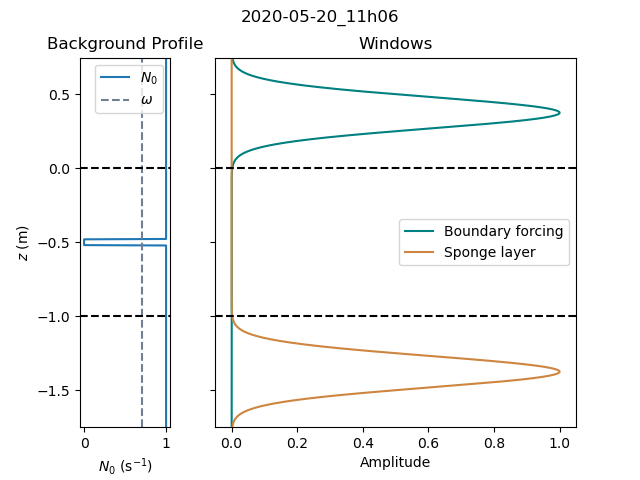 2020-05-20_11h06
Background Profile
Windows
N₀
ω
0.5
0.0
−0.5
−1.0
−1.5
z (m)
Boundary forcing
Sponge layer
0 1
0.0 0.2 0.4 0.6 0.8 1.0
N₀ (s⁻¹)
Amplitude